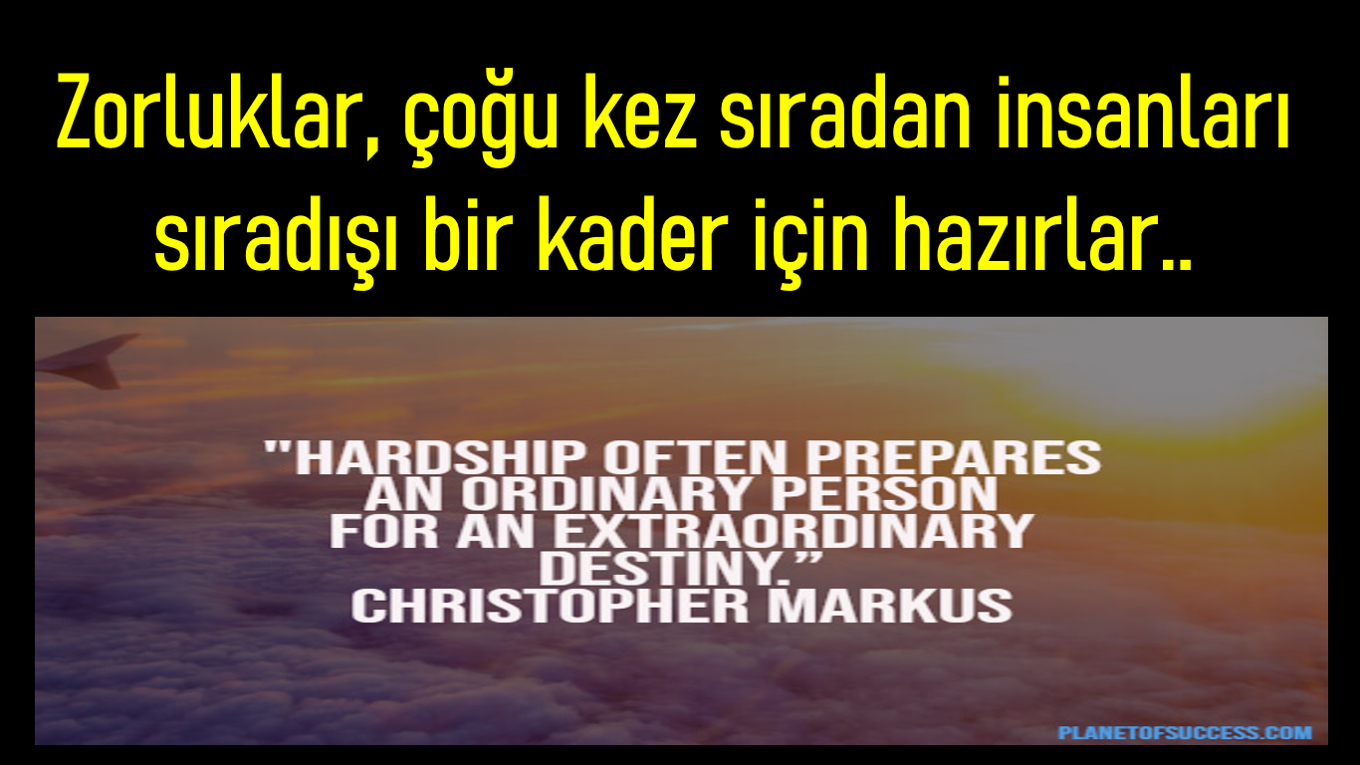 Zorluklar, çoğu kez sıradan insanları
sıradışı bir kader için hazırlar..
"HARDSHIP OFTEN PREPARES
AN ORDINARY PERSON
FOR AN EXTRAORDINARY
DESTINY.”
CHRISTOPHER MARKUS
PLANETOFSUCCESS.COM